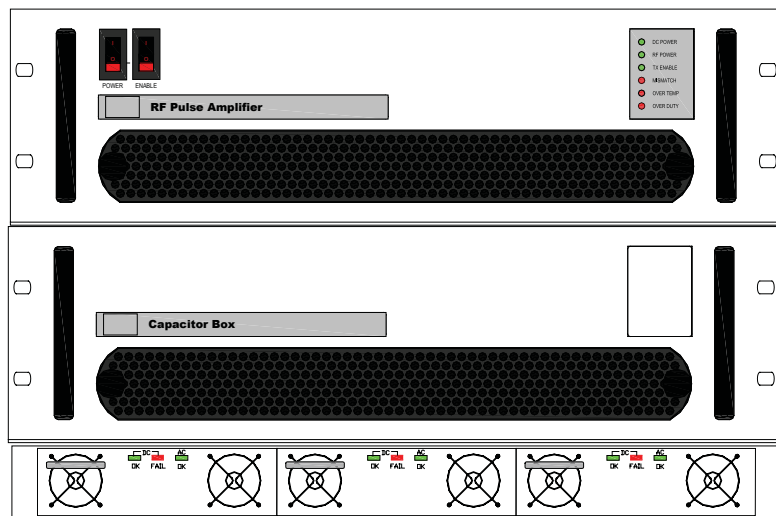 DC POWER
RF POWER
TX ENABLE
MISMATCH
OVER TEMP
OVER DUTY
POWER ENABLE
RF Pulse Amplifier
Capacitor Box
DC AC DC AC DC AC
OK FAIL OK OK FAIL OK OK FAIL OK